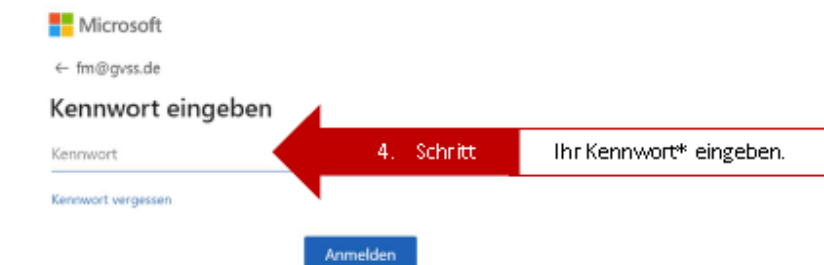 Microsoft
← fm@gvss.de
Kennwort eingeben
Kennwort
4. Schritt
Ihr Kennwort* eingeben.
Kennwort vergessen
Anmelden